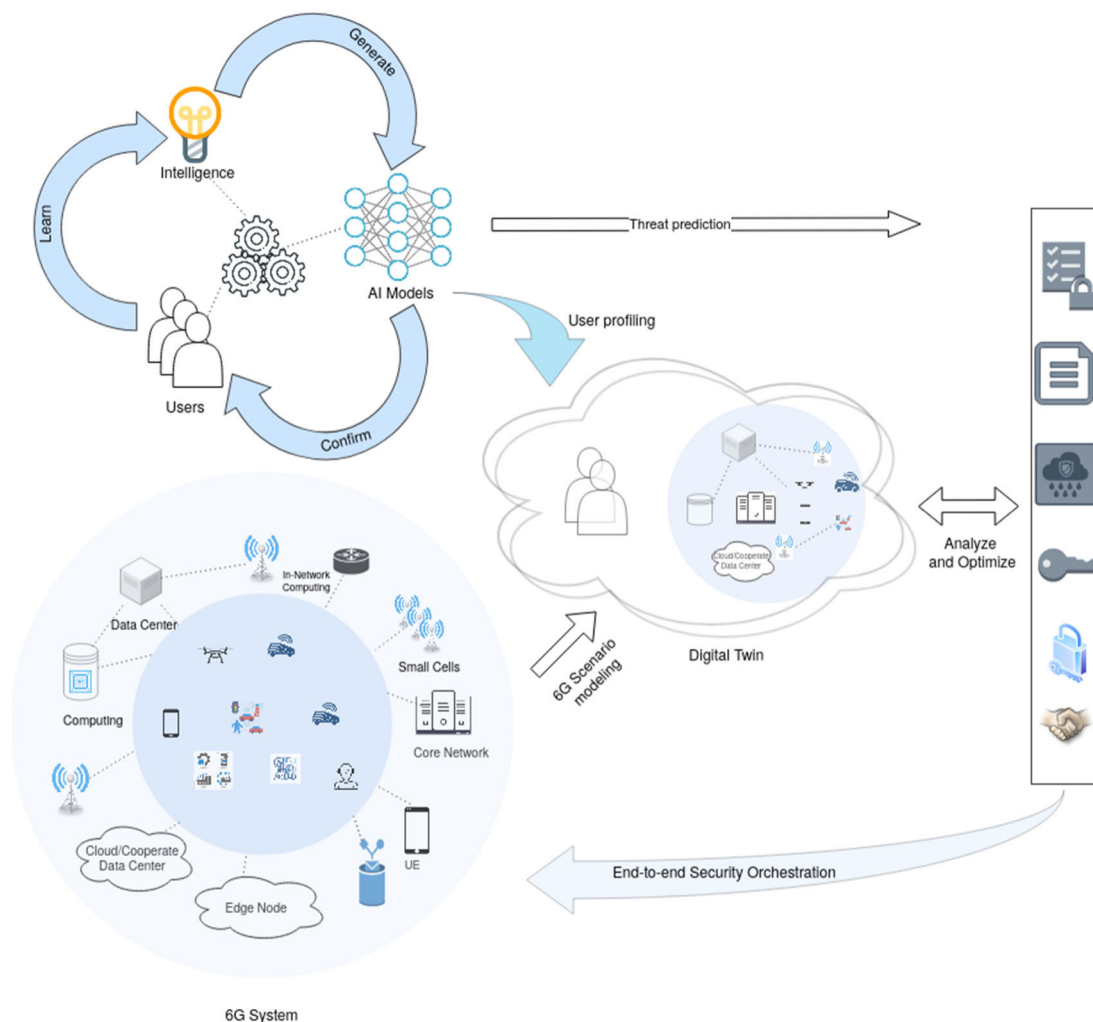 Generate
Intelligence
Learn
Threat prediction
AI Models
User profiling
Users
Confirm
Cloud/Cooperate
Data Center
Analyze
and Optimize
In-Network
Computing
Data Center
Small Cells
Digital Twin
6G Scenario
modeling
Computing
Core Network
Cloud/Cooperate
Data Center
UE
End-to-end Security Orchestration
Edge Node
6G System